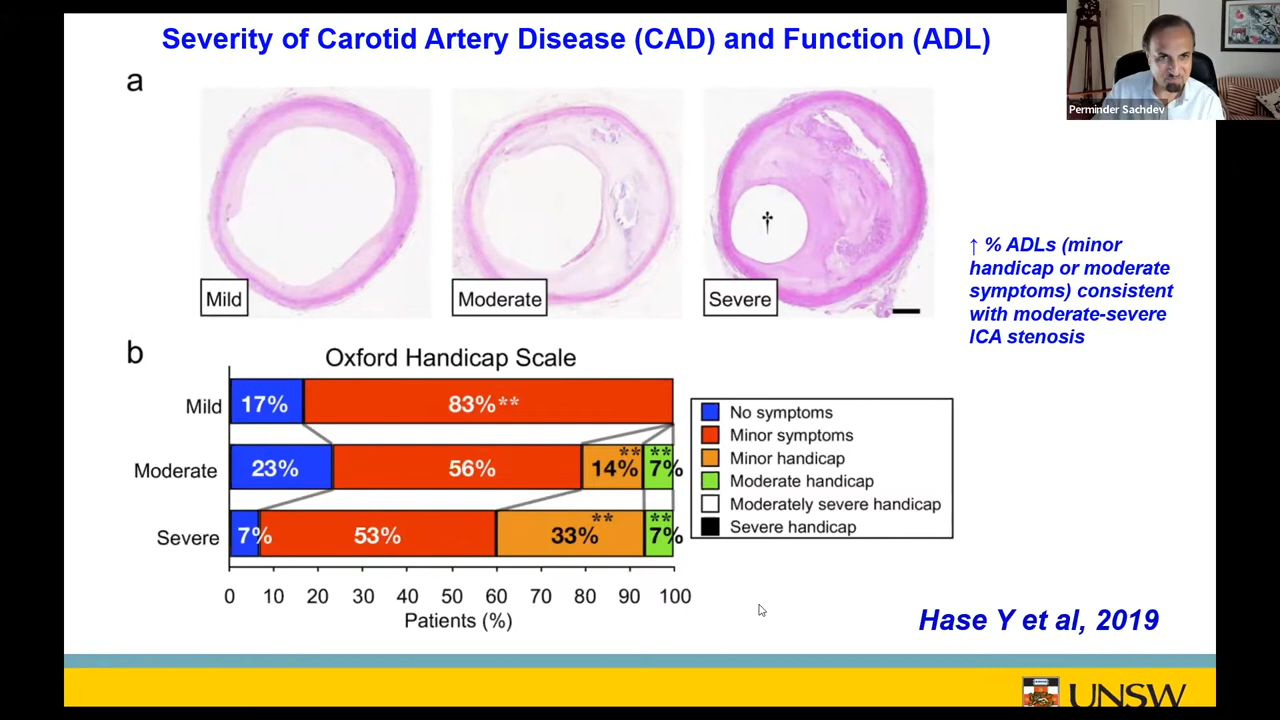 Severity of Carotid Artery Disease (CAD) and Function (ADL)
Perminder Sachdev
a
†
Mild
Moderate
Severe
↑ % ADLs (minor
handicap or moderate
symptoms) consistent
with moderate-severe
ICA stenosis
b
Oxford Handicap Scale
Mild
17%
83%**
Moderate
23%
56%
14%**
7%**
Severe
7%
53%
33%**
7%**
0 10 20 30 40 50 60 70 80 90 100
Patients (%)
No symptoms
Minor symptoms
Minor handicap
Moderate handicap
Moderately severe handicap
Severe handicap
Hase Y et al, 2019
UNSW